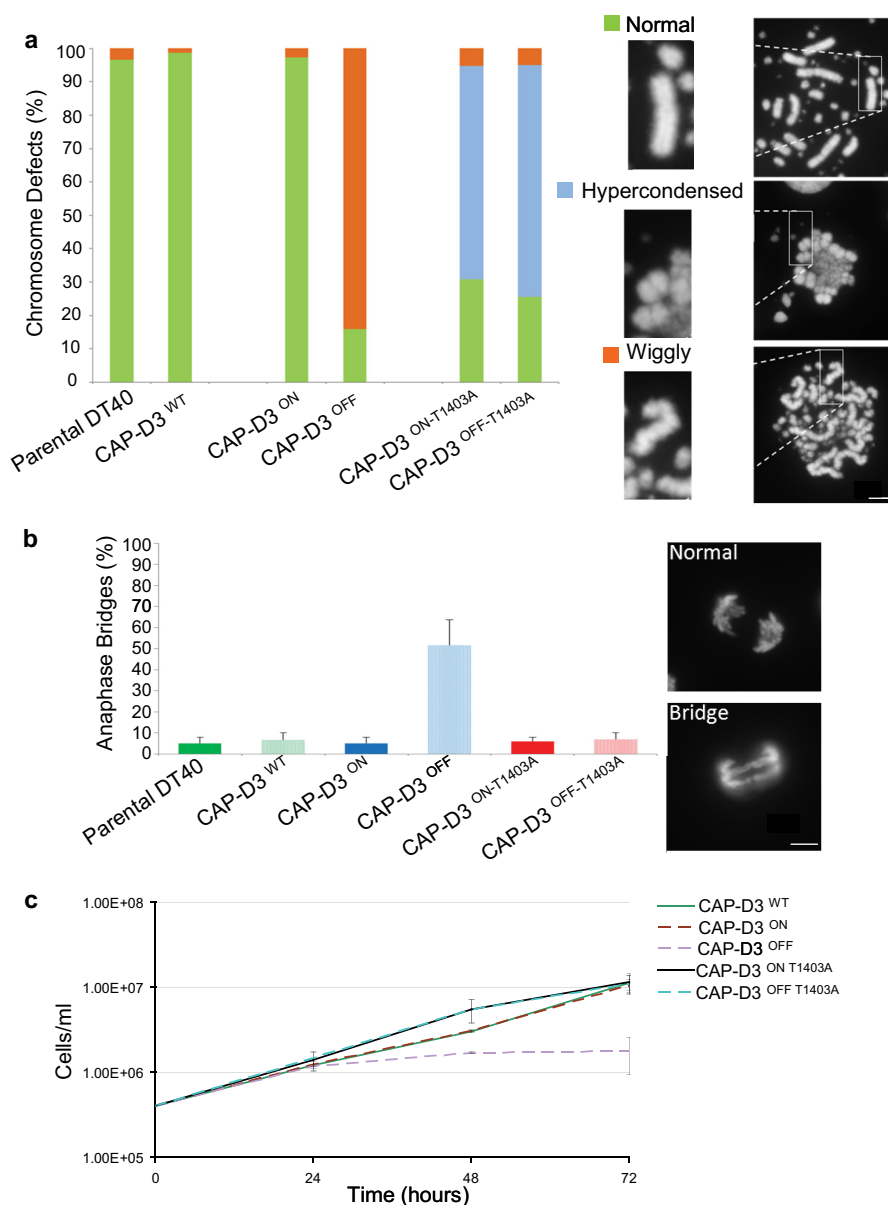 a
Chromosome Defects (%)
100
90
80
70
60
50
40
30
20
10
0
Parental DT40
CAP-D3 WT
CAP-D3 ON
CAP-D3 OFF
CAP-D3 ON-T1403A
CAP-D3 OFF-T1403A
Normal
Hypercondensed
Wiggly
b
Anaphase Bridges (%)
100
90
80
70
60
50
40
30
20
10
0
Parental DT40
CAP-D3 WT
CAP-D3 ON
CAP-D3 OFF
CAP-D3 ON-T1403A
CAP-D3 OFF-T1403A
Normal
Bridge
c
Cells/ml
1.00E+08
1.00E+07
1.00E+06
1.00E+05
0
24
48
72
Time (hours)
CAP-D3 WT
CAP-D3 ON
CAP-D3 OFF
CAP-D3 ON T1403A
CAP-D3 OFF T1403A